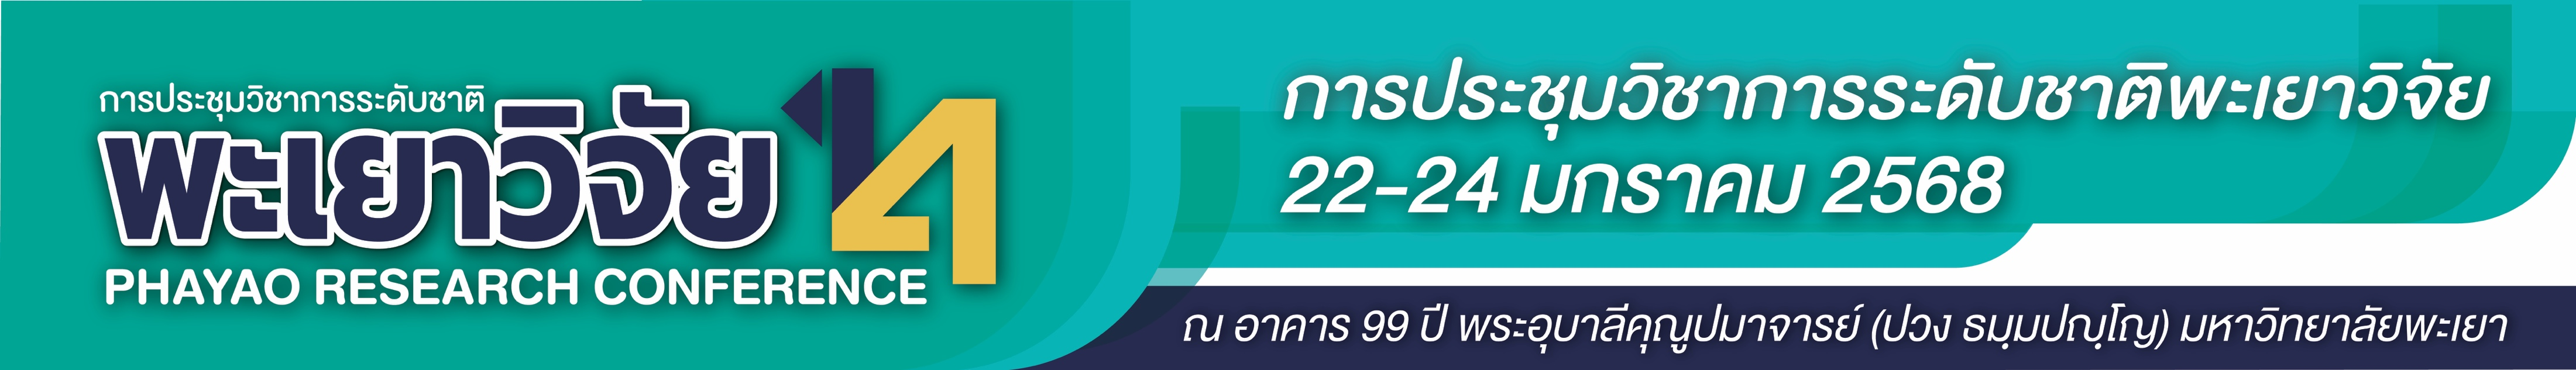 การประชุมวิชาการระดับชาติ
พะเยาวิจัย 14
PHAYAO RESEARCH CONFERENCE
การประชุมวิชาการระดับชาติพะเยาวิจัย
22-24 มกราคม 2568
ณ อาคาร 99 ปี พระอุบาลีคุณูปมาจารย์ (ปวง ธมฺมปญฺโญ) มหาวิทยาลัยพะเยา